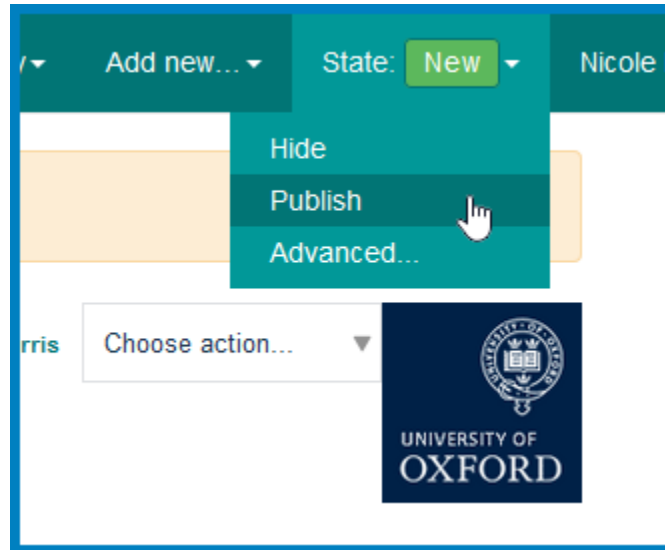 Add new...
State: New
Nicole
Hide
Publish
Advanced...
rris
Choose action...
UNIVERSITY OF
OXFORD